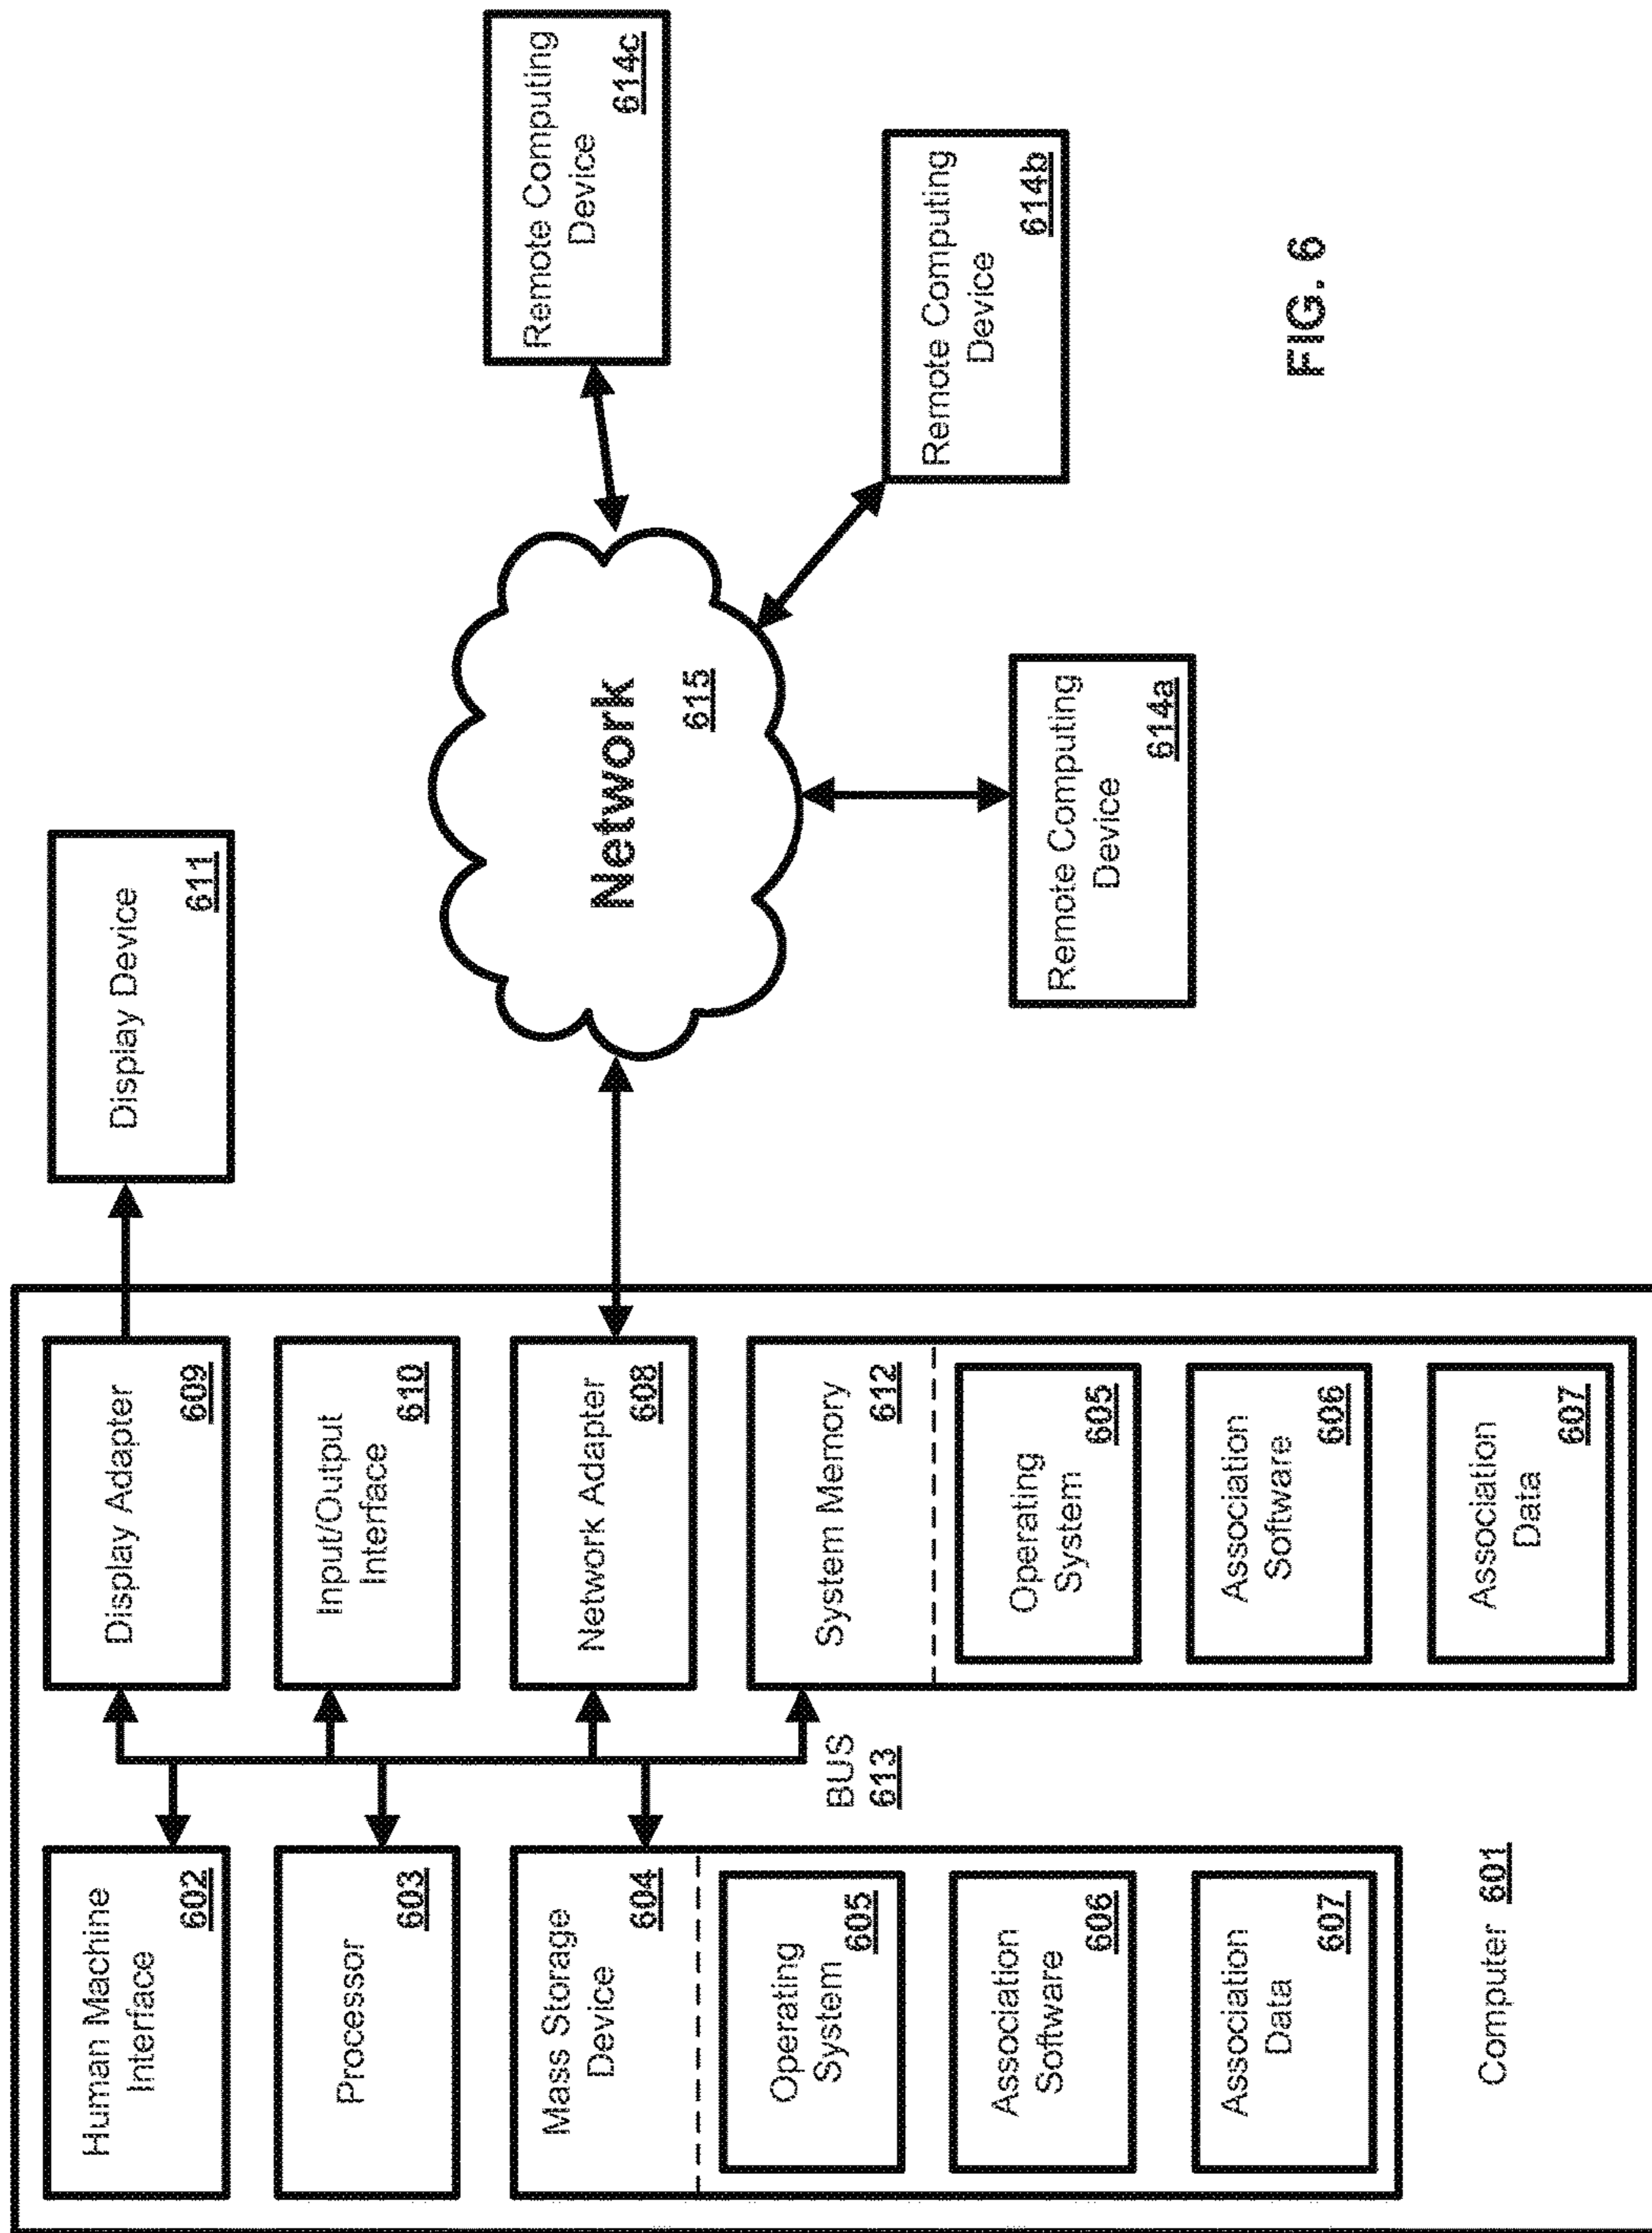 Human Machine
Interface
602
Processor
603
Mass Storage
Device
604
Operating
System
605
Association
Software
606
Association
Data
607
Computer 601
BUS
613
Display Adapter
609
Input/Output
Interface
610
Network Adapter
608
System Memory
612
Operating
System
605
Association
Software
606
Association
Data
607
Display Device
611
Network
615
Remote Computing
Device
614a
Remote Computing
Device
614b
Remote Computing
Device
614c
FIG. 6